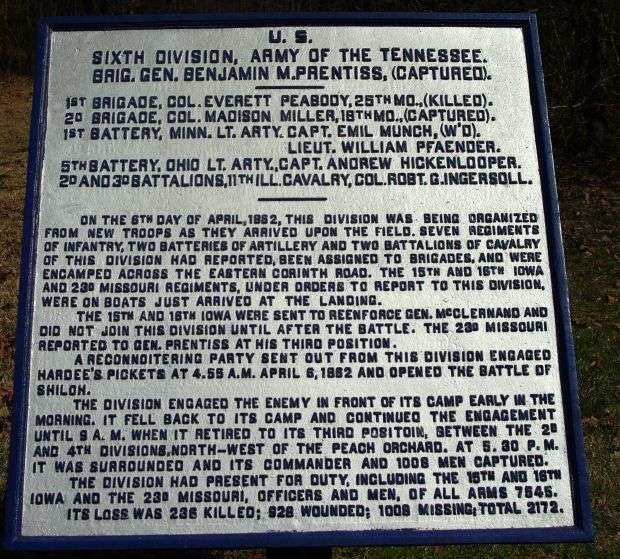 U. S.
SIXTH DIVISION, ARMY OF THE TENNESSEE.
BRIG. GEN. BENJAMIN M. PRENTISS, (CAPTURED).
1ST BRIGADE, COL. EVERETT PEABODY, 25TH MO., (KILLED).
2D BRIGADE, COL. MADISON MILLER, 18TH MO., (CAPTURED).
1ST BATTERY, MINN. LT. ARTY. CAPT. EMIL MUNCH, (W'D).
LIEUT. WILLIAM PFAENDER.
5TH BATTERY, OHIO LT. ARTY., CAPT. ANDREW HICKENLOOPER.
2D AND 3D BATTALIONS, 11TH ILL. CAVALRY, COL. ROBT. G. INGERSOLL.
ON THE 6TH DAY OF APRIL, 1862, THIS DIVISION WAS BEING ORGANIZED
FROM NEW TROOPS AS THEY ARRIVED UPON THE FIELD. SEVEN REGIMENTS
OF INFANTRY, TWO BATTERIES OF ARTILLERY AND TWO BATTALIONS OF CAVALRY
OF THIS DIVISION HAD REPORTED, BEEN ASSIGNED TO BRIGADES, AND WERE
ENCAMPED ACROSS THE EASTERN CORINTH ROAD. THE 15TH AND 16TH IOWA
AND 23D MISSOURI REGIMENTS, UNDER ORDERS TO REPORT TO THIS DIVISION,
WERE ON BOATS JUST ARRIVED AT THE LANDING.
THE 15TH AND 16TH IOWA WERE SENT TO REENFORCE GEN. McCLERNAND AND
DID NOT JOIN THIS DIVISION UNTIL AFTER THE BATTLE. THE 23D MISSOURI
REPORTED TO GEN. PRENTISS AT HIS THIRD POSITION.
A RECONNOITERING PARTY SENT OUT FROM THIS DIVISION ENGAGED
HARDEE'S PICKETS AT 4.55 A.M. APRIL 6, 1862 AND OPENED THE BATTLE OF
SHILOH.
THE DIVISION ENGAGED THE ENEMY IN FRONT OF ITS CAMP EARLY IN THE
MORNING. IT FELL BACK TO ITS CAMP AND CONTINUED THE ENGAGEMENT
UNTIL 9 A.M. WHEN IT RETIRED TO ITS THIRD POSITOIN, BETWEEN THE 2D
AND 4TH DIVISIONS, NORTH-WEST OF THE PEACH ORCHARD. AT 5.30 P.M.
IT WAS SURROUNDED AND ITS COMMANDER AND 1008 MEN CAPTURED.
THE DIVISION HAD PRESENT FOR DUTY, INCLUDING THE 15TH AND 16TH
IOWA AND THE 23D MISSOURI, OFFICERS AND MEN, OF ALL ARMS 7545.
ITS LOSS WAS 236 KILLED; 928 WOUNDED; 1008 MISSING; TOTAL 2172.